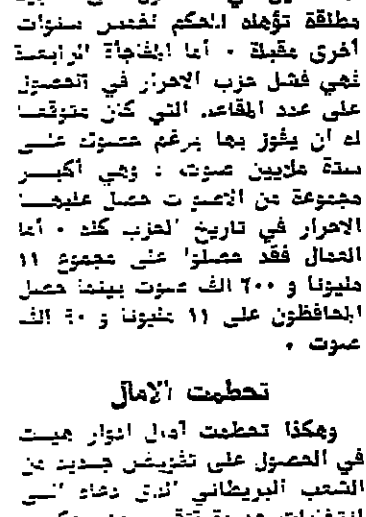 مطلقة تؤهله للحكم لخمس سنوات
أخرى مقبلة . أما المفاجأة الرابعة
فهي فشل حزب الاحرار في الحصول
على عدد المقاعد التي كان متوقعا
له ان يفوز بها برغم حصوله على
ستة ملايين صوت ، وهي أكبر
مجموعة من الاصوات حصل عليها
الاحرار في تاريخ الحزب كله . أما
العمال فقد حصلوا على مجموع ١١
مليونا و ٦٠٠ الف صوت بينما حصل
المحافظون على ١١ مليونا و الف
صوت .
تحطمت الامال
وهكذا تحطمت آمال ادوار هيث
في الحصول على تفويض جديد من
الشعب البريطاني الذي دعاه الى